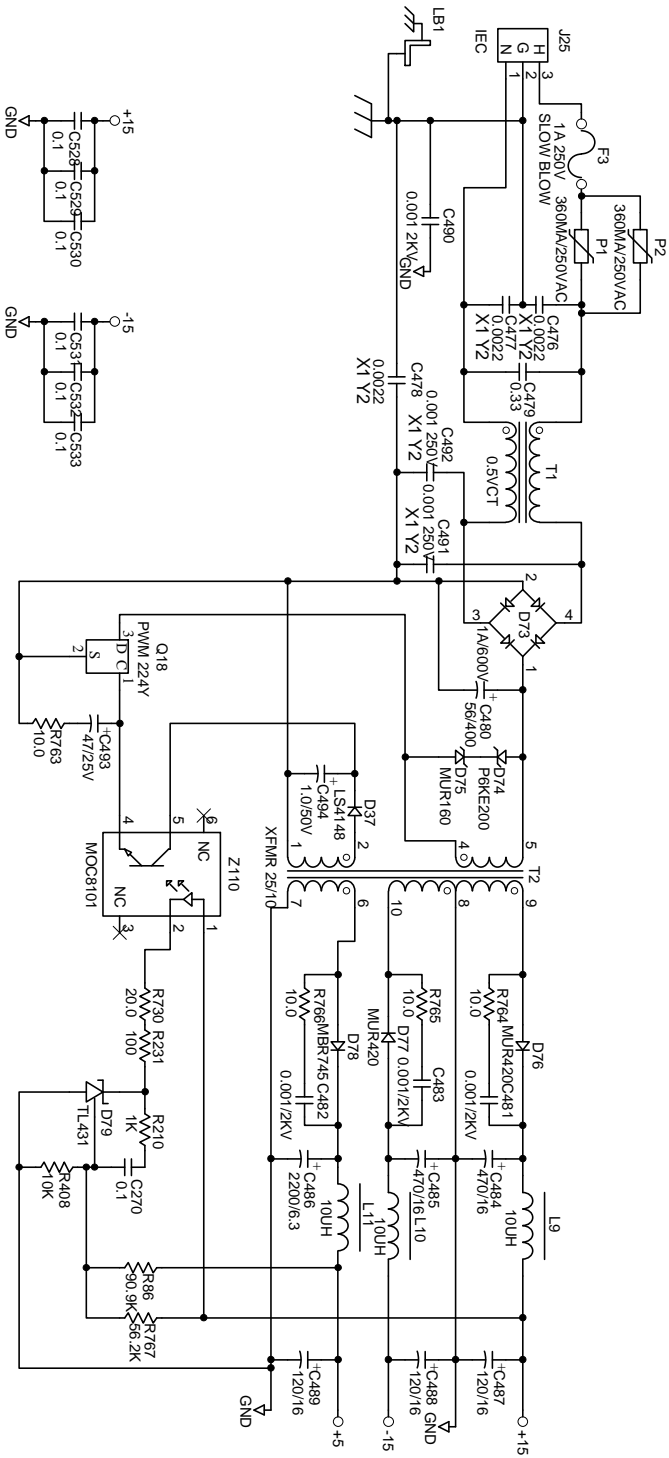 LB1
J25
IEC
H
G
N
3
2
1
F3
1A 250V
SLOW BLOW
P2
360MA/250VAC
P1
360MA/250VAC
C490
0.001 2KV
GND
C476
0.0022
X1 Y2
C477
0.0022
X1 Y2
C479
0.33
C478
0.0022
X1 Y2
T1
0.5VCT
C492
0.001 250V
X1 Y2
C491
0.001 250V
X1 Y2
D73
1A/600V
2
4
3
1
+
C480
56/400
D74
P6KE200
D75
MUR160
T2
XFMR 25/10
5
4
2
1
9
8
10
6
7
D37
LS4148
+
C494
1.0/50V
Q18
PWM 224Y
3
D
C
1
S
2
+
C493
47/25V
R763
10.0
Z110
MOC8101
NC
6
5
4
NC
3
2
1
D76
MUR420
R764
10.0
C481
0.001/2KV
R765
10.0
C483
0.001/2KV
D77
MUR420
D78
MBR745
R766
10.0
C482
0.001/2KV
+
C484
470/16
+
C485
470/16
+
C486
2200/6.3
L9
10UH
L10
10UH
L11
10UH
+
C487
120/16
+
C488
120/16
+
C489
120/16
+15
GND
-15
+5
GND
R730
20.0
R231
100
R210
1K
D79
TL431
C270
0.1
R408
10K
R86
90.9K
R767
56.2K
+15
C528
0.1
C529
0.1
C530
0.1
GND
-15
C531
0.1
C532
0.1
C533
0.1
GND